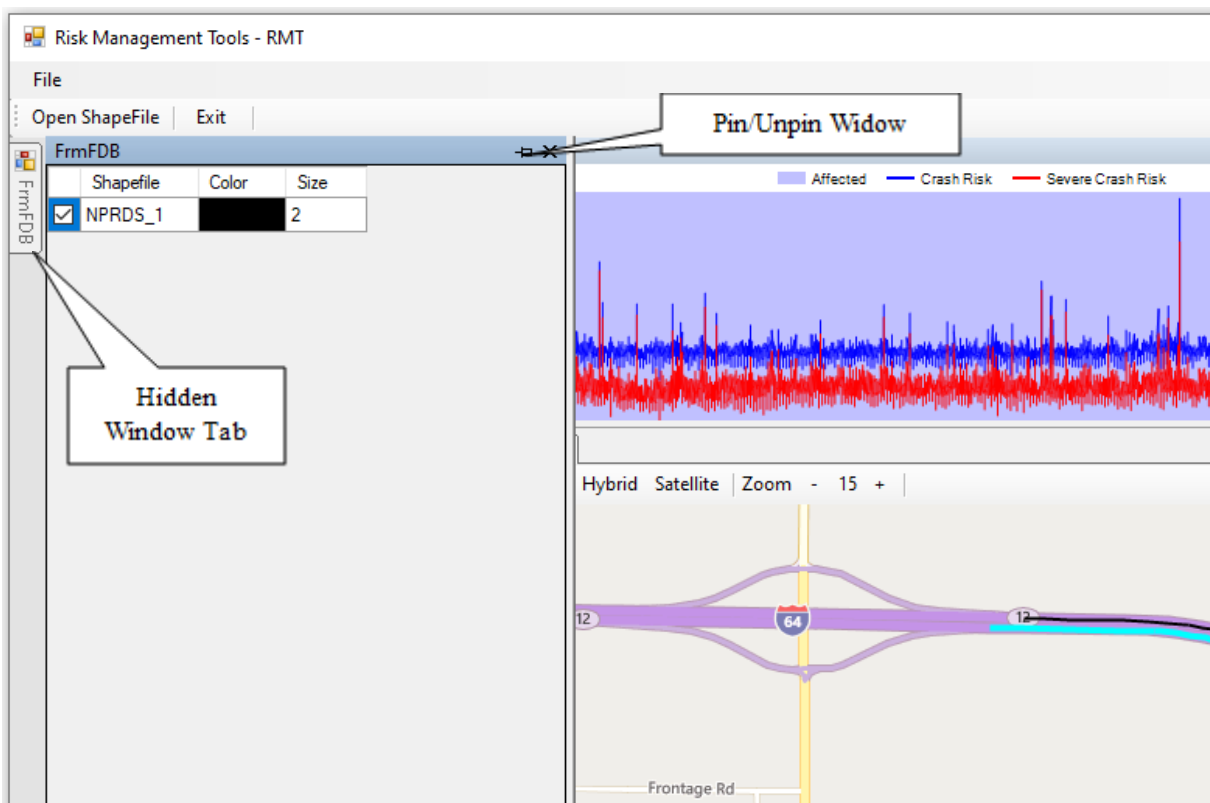 Risk Management Tools - RMT
File
Open ShapeFile Exit
Pin/Unpin Widow
FrmFDB
FrmFDB
Shapefile Color Size
NPRDS_1 2
Affected Crash Risk Severe Crash Risk
Hidden
Window Tab
Hybrid Satellite Zoom - 15 +
12
64
12
Frontage Rd